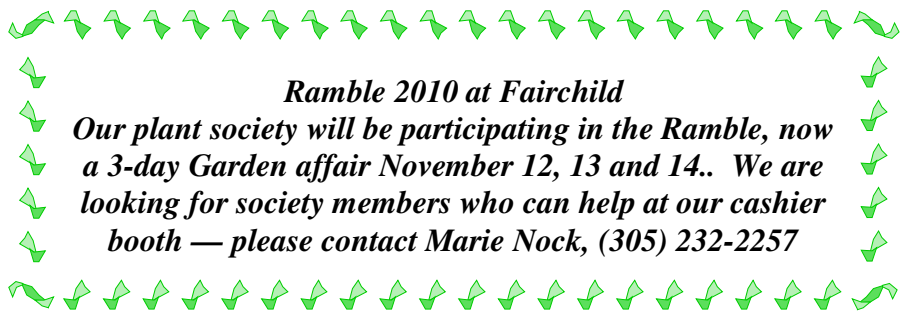 Ramble 2010 at Fairchild
Our plant society will be participating in the Ramble, now
a 3-day Garden affair November 12, 13 and 14..  We are
looking for society members who can help at our cashier
booth — please contact Marie Nock, (305) 232-2257